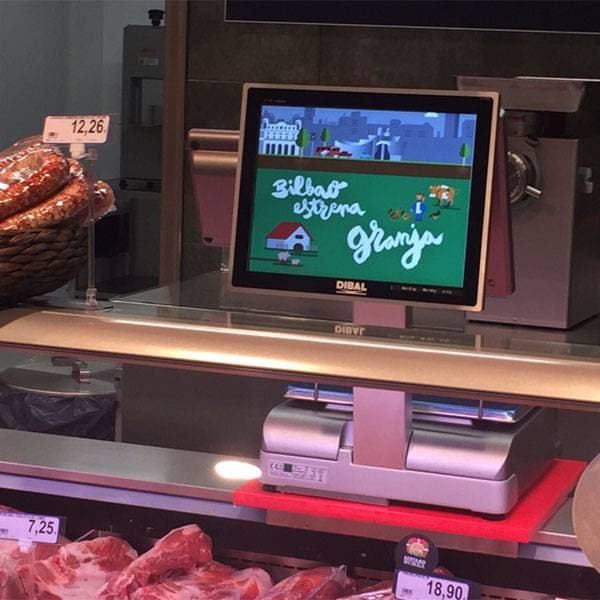 12,26
Bilbao
estrena
granja
DIBAL
7,25
18,90